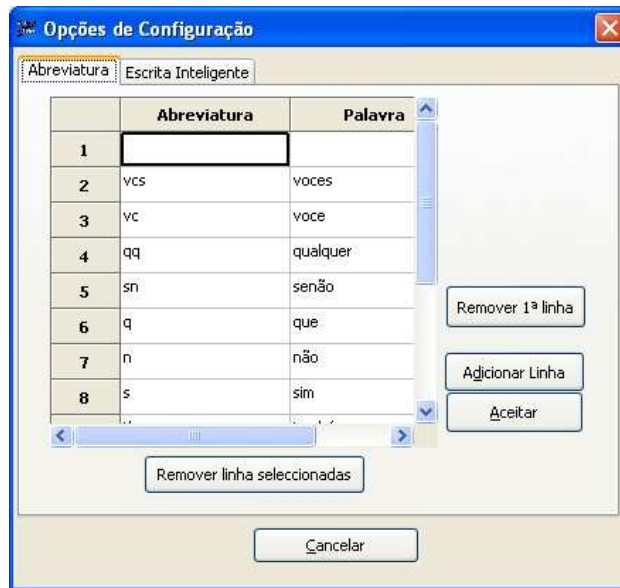 Opções de Configuração
Abreviatura Escrita Inteligente
Abreviatura Palavra
1
2 vcs voces
3 vc voce
4 qq qualquer
5 sn senão
6 q que
7 n não
8 s sim
Remover 1ª linha
Adicionar Linha
Aceitar
Remover linha seleccionadas
Cancelar